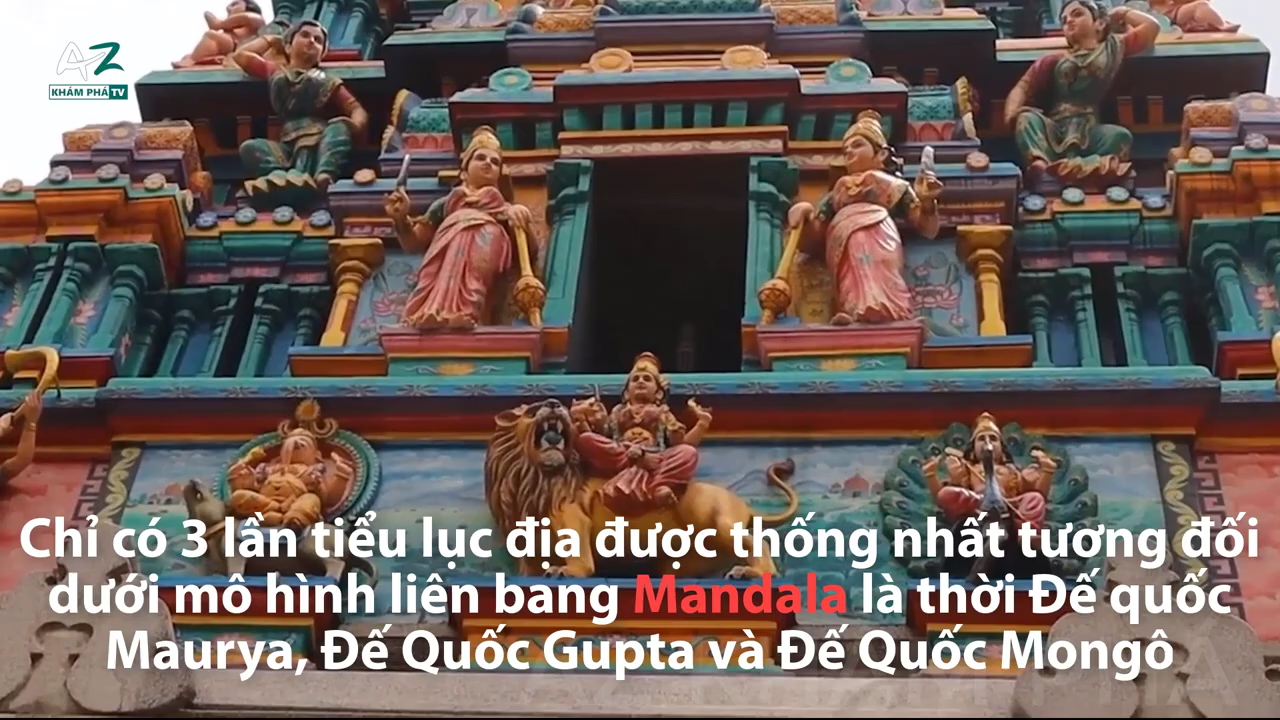 AZ
KHÁM PHÁ TV
Chỉ có 3 lần tiểu lục địa được thống nhất tương đối
dưới mô hình liên bang Mandala là thời Đế quốc
Maurya, Đế Quốc Gupta và Đế Quốc Mongô